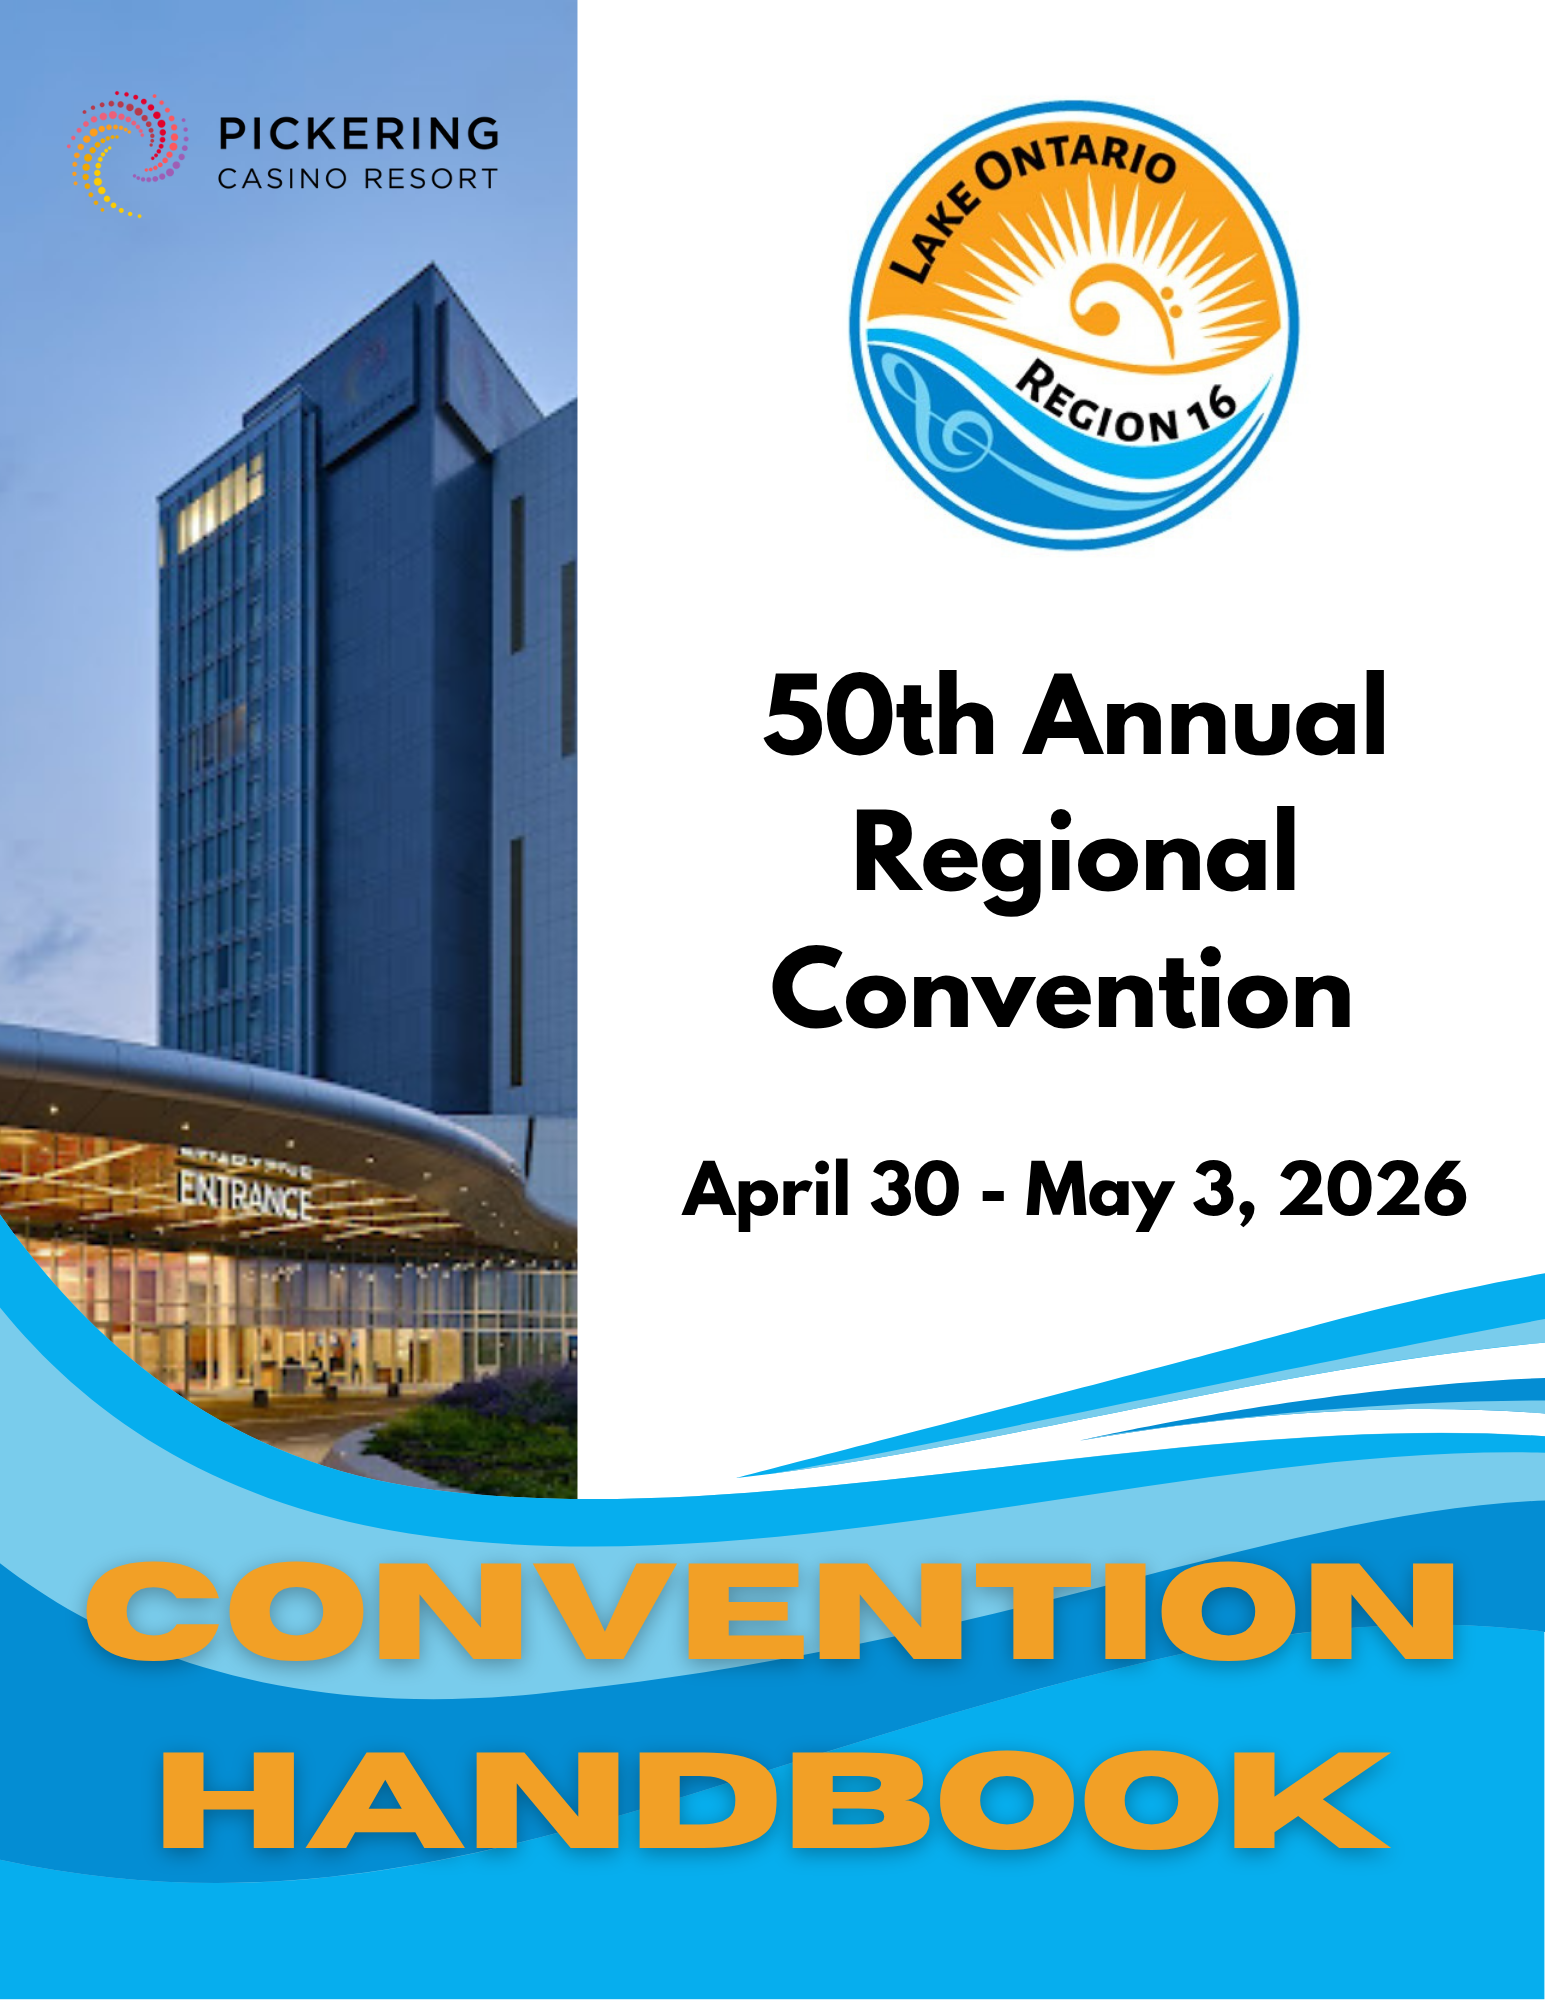 PICKERING
CASINO RESORT
LAKE ONTARIO
REGION 16
50th Annual
Regional
Convention
April 30 - May 3, 2026
ENTRANCE
CONVENTION
HANDBOOK